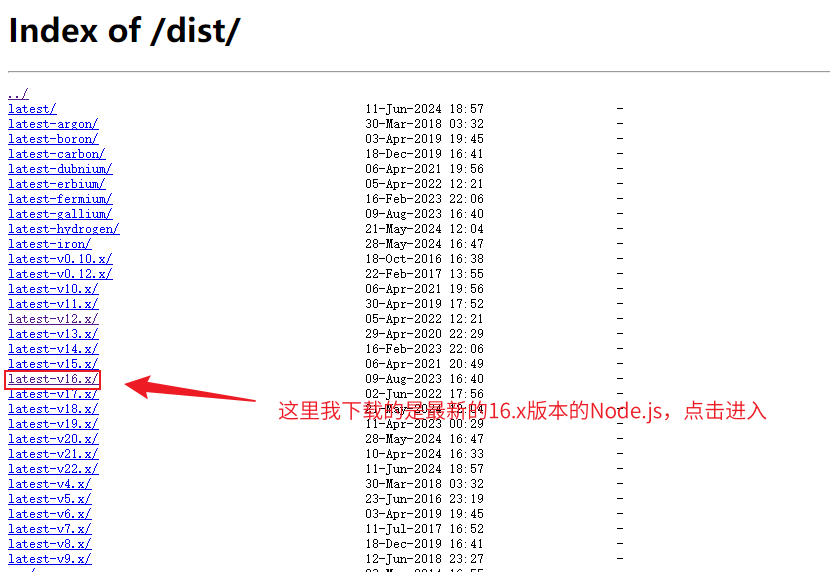 Index of /dist/
../
latest/ 11-Jun-2024 18:57 -
latest-argon/ 30-Mar-2018 03:32 -
latest-boron/ 03-Apr-2019 19:45 -
latest-carbon/ 18-Dec-2019 16:41 -
latest-dubnium/ 06-Apr-2021 19:56 -
latest-erbium/ 05-Apr-2022 12:21 -
latest-fermium/ 16-Feb-2023 22:06 -
latest-gallium/ 09-Aug-2023 16:40 -
latest-hydrogen/ 21-May-2024 12:04 -
latest-iron/ 28-May-2024 16:47 -
latest-v0.10.x/ 18-Oct-2016 16:38 -
latest-v0.12.x/ 22-Feb-2017 13:55 -
latest-v10.x/ 06-Apr-2021 19:56 -
latest-v11.x/ 30-Apr-2019 17:52 -
latest-v12.x/ 05-Apr-2022 12:21 -
latest-v13.x/ 29-Apr-2020 22:29 -
latest-v14.x/ 16-Feb-2023 22:06 -
latest-v15.x/ 06-Apr-2021 20:49 -
latest-v16.x/ 09-Aug-2023 16:40 -
latest-v17.x/ 02-Jun-2022 17:56 -
latest-v18.x/ -
这里我下载的是最新的16.x版本的Node.js，点击进入
latest-v19.x/ 11-Apr-2023 00:29 -
latest-v20.x/ 28-May-2024 16:47 -
latest-v21.x/ 10-Apr-2024 16:33 -
latest-v22.x/ 11-Jun-2024 18:57 -
latest-v4.x/ 30-Mar-2018 03:32 -
latest-v5.x/ 23-Jun-2016 23:19 -
latest-v6.x/ 03-Apr-2019 19:45 -
latest-v7.x/ 11-Jul-2017 16:52 -
latest-v8.x/ 18-Dec-2019 16:41 -
latest-v9.x/ 12-Jun-2018 23:27 -